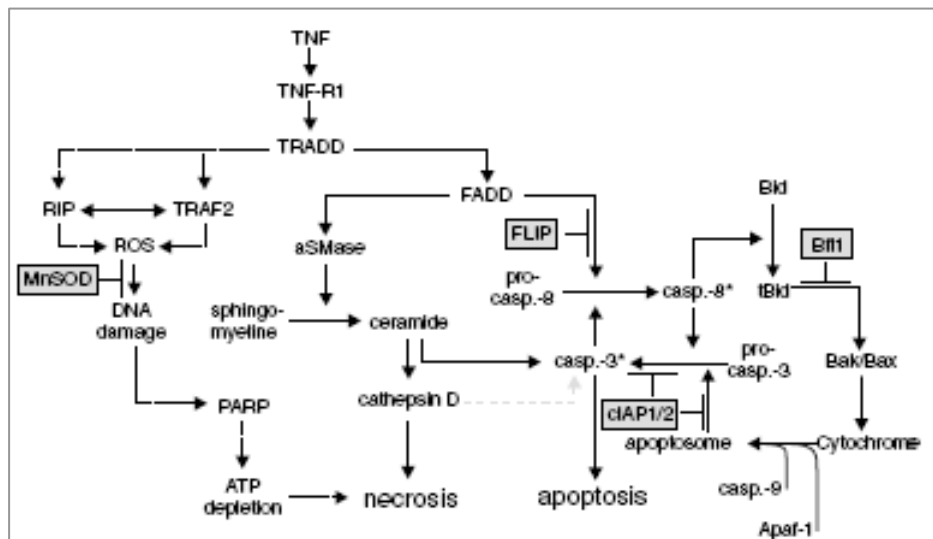 TNF
TNF-R1
TRADD
FADD
RIP
TRAF2
Bid
FLIP
Bfl1
ROS
aSMase
MnSOD
pro-
casp.-8
casp.-8*
tBid
DNA
damage
sphingo-
myeline
ceramide
casp.-3*
pro-
casp.-3
Bak/Bax
PARP
cathepsin D
cIAP1/2
apoptosome
Cytochrome
ATP
depletion
necrosis
apoptosis
casp.-9
Apaf-1